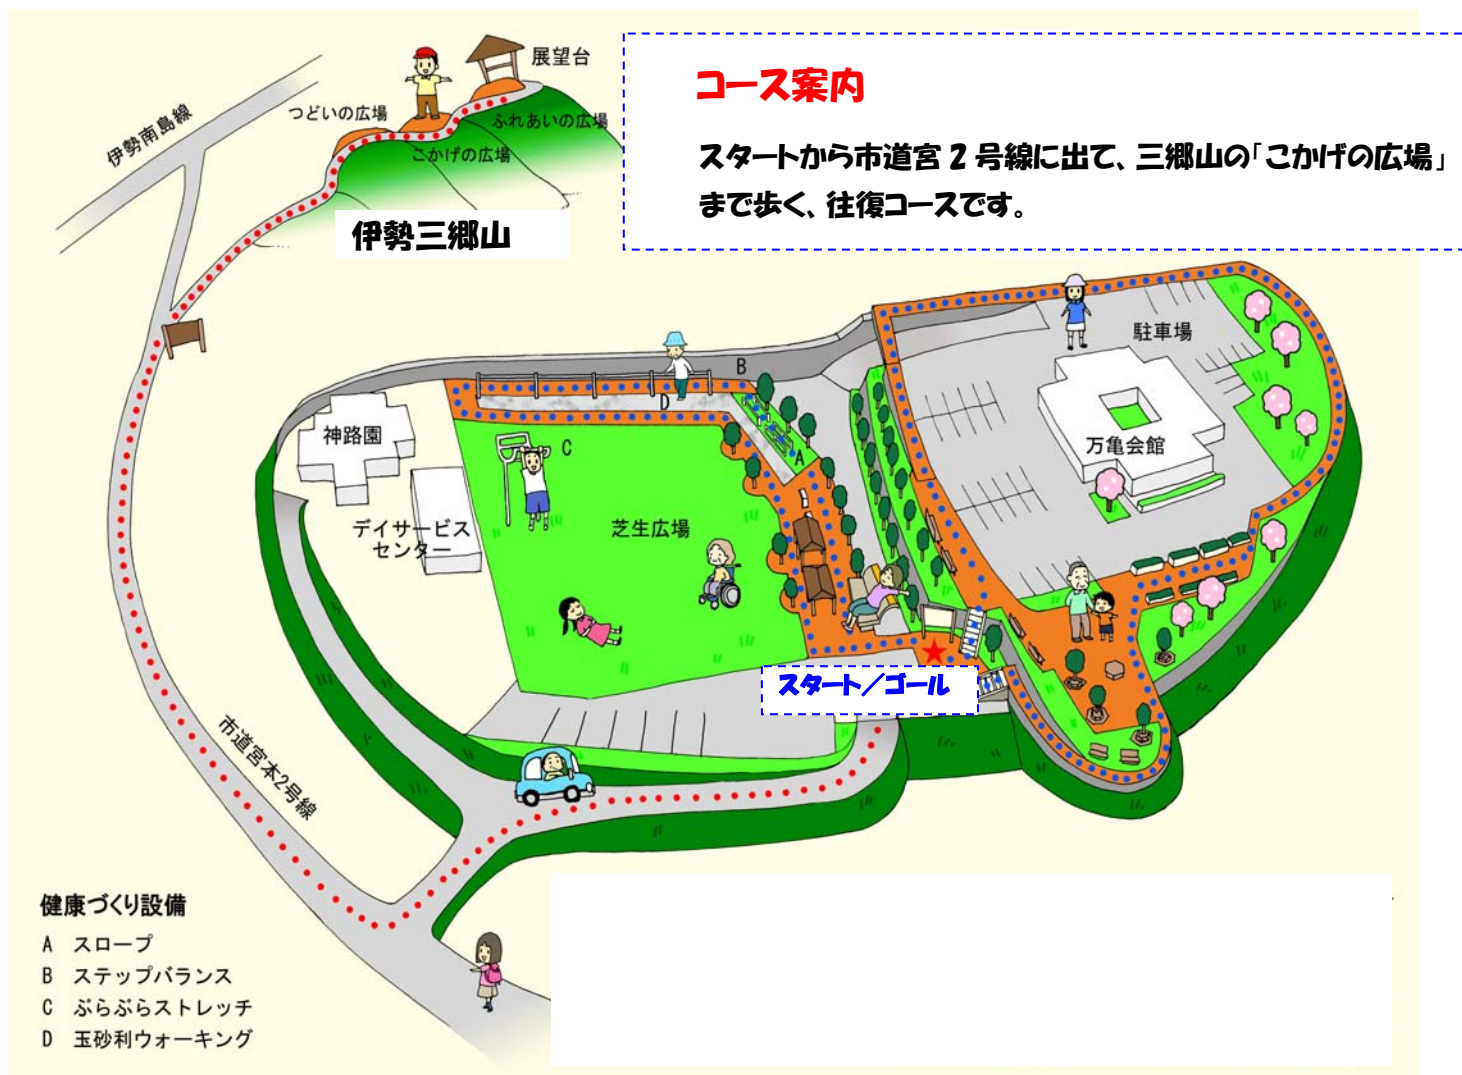 コース案内
スタートから市道宮２号線に出て、三郷山の「こかげの広場」
まで歩く、往復コースです。
展望台
つどいの広場
ふれあいの広場
こかげの広場
伊勢南島線
伊勢三郷山
駐車場
万亀会館
B
D
神路園
C
A
デイサービス
センター
芝生広場
スタート／ゴール
市道宮本2号線
健康づくり設備
A スロープ
B ステップバランス
C ぶらぶらストレッチ
D 玉砂利ウォーキング